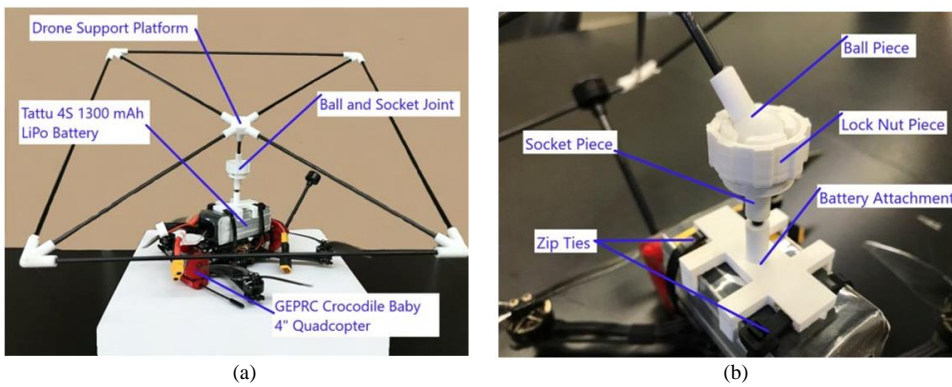 Drone Support Platform
Tattu 4S 1300 mAh
LiPo Battery
Ball and Socket Joint
GEPRC Crocodile Baby
4" Quadcopter
(a)
Ball Piece
Lock Nut Piece
Socket Piece
Battery Attachment
Zip Ties
(b)